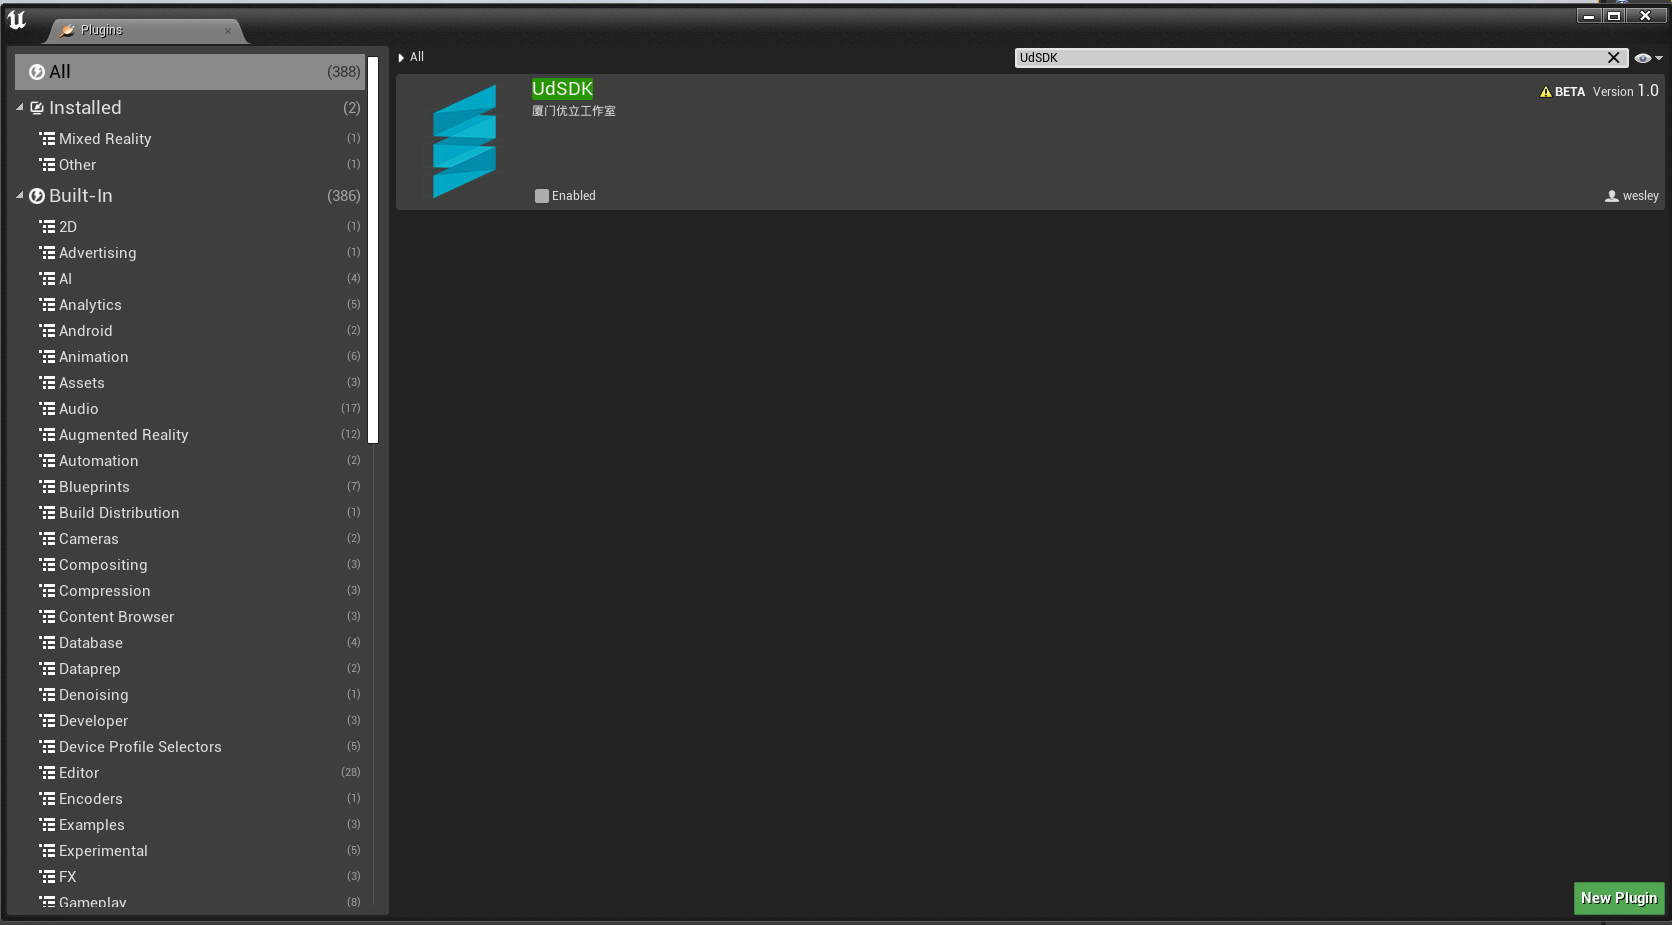 Plugins
All (388)
Installed (2)
Mixed Reality (1)
Other (1)
Built-In (386)
2D (1)
Advertising (1)
AI (4)
Analytics (5)
Android (2)
Animation (6)
Assets (3)
Audio (17)
Augmented Reality (12)
Automation (2)
Blueprints (7)
Build Distribution (1)
Cameras (2)
Compositing (3)
Compression (3)
Content Browser (3)
Database (4)
Dataprep (2)
Denoising (1)
Developer (3)
Device Profile Selectors (5)
Editor (28)
Encoders (1)
Examples (3)
Experimental (5)
FX (3)
Gameplay (8)
All
UdSDK
UdSDK
BETA Version 1.0
厦门优立工作室
Enabled
wesley
New Plugin